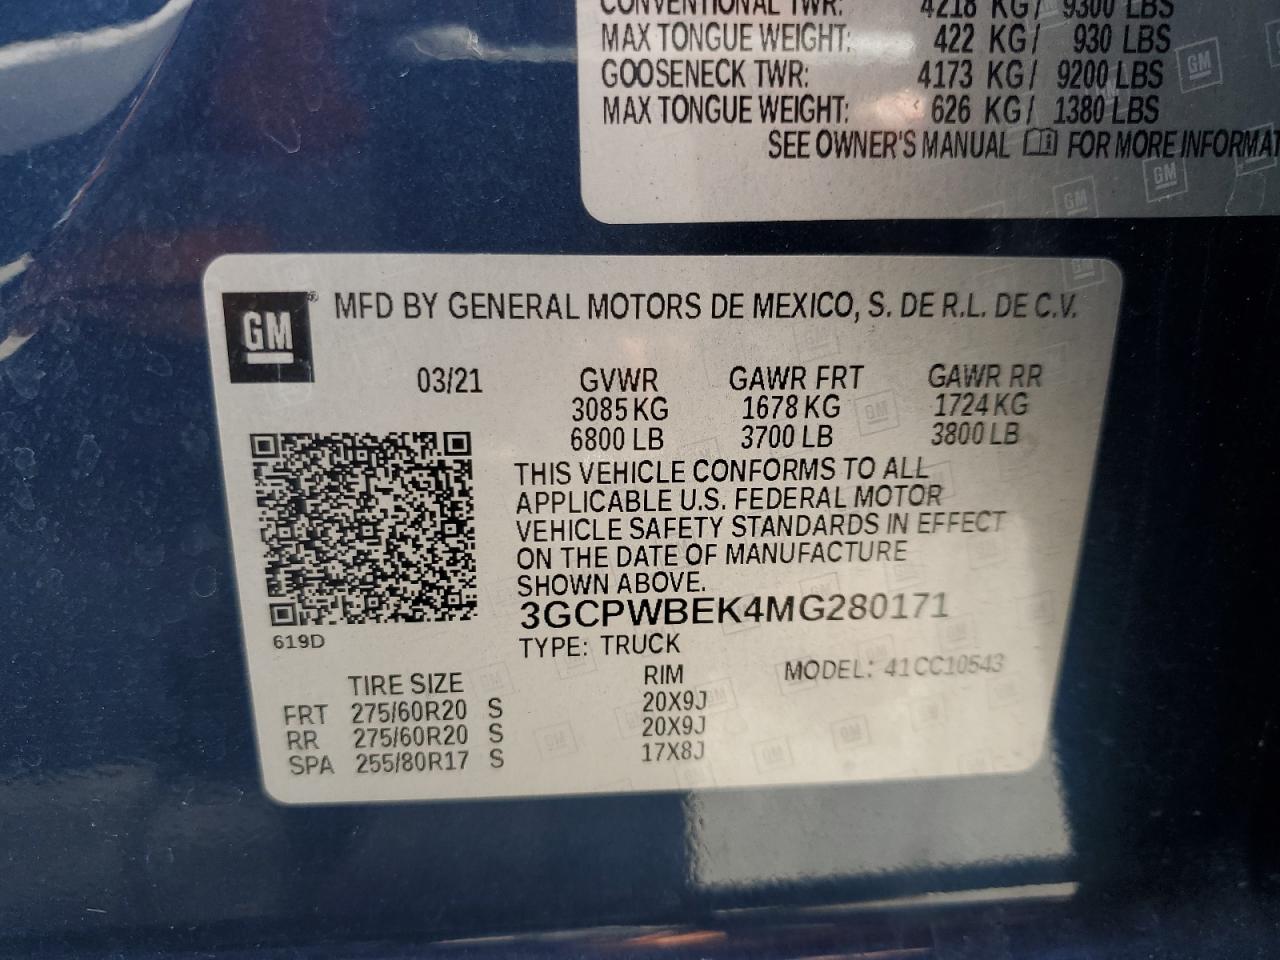 CONVENTIONAL TWR: 4218 KG/ 9300 LBS
MAX TONGUE WEIGHT: 422 KG/ 930 LBS
GOOSENECK TWR: 4173 KG/ 9200 LBS
MAX TONGUE WEIGHT: 626 KG/ 1380 LBS
SEE OWNER'S MANUAL FOR MORE INFORMAT
GM ® MFD BY GENERAL MOTORS DE MEXICO, S. DE R.L. DE C.V.
03/21 GVWR GAWR FRT GAWR RR
3085 KG 1678 KG 1724 KG
6800 LB 3700 LB 3800 LB
THIS VEHICLE CONFORMS TO ALL
APPLICABLE U.S. FEDERAL MOTOR
VEHICLE SAFETY STANDARDS IN EFFECT
ON THE DATE OF MANUFACTURE
SHOWN ABOVE.
3GCPWBEK4MG280171
619D
TYPE: TRUCK
MODEL: 41CC10543
TIRE SIZE RIM
FRT 275/60R20 S 20X9J
RR 275/60R20 S 20X9J
SPA 255/80R17 S 17X8J